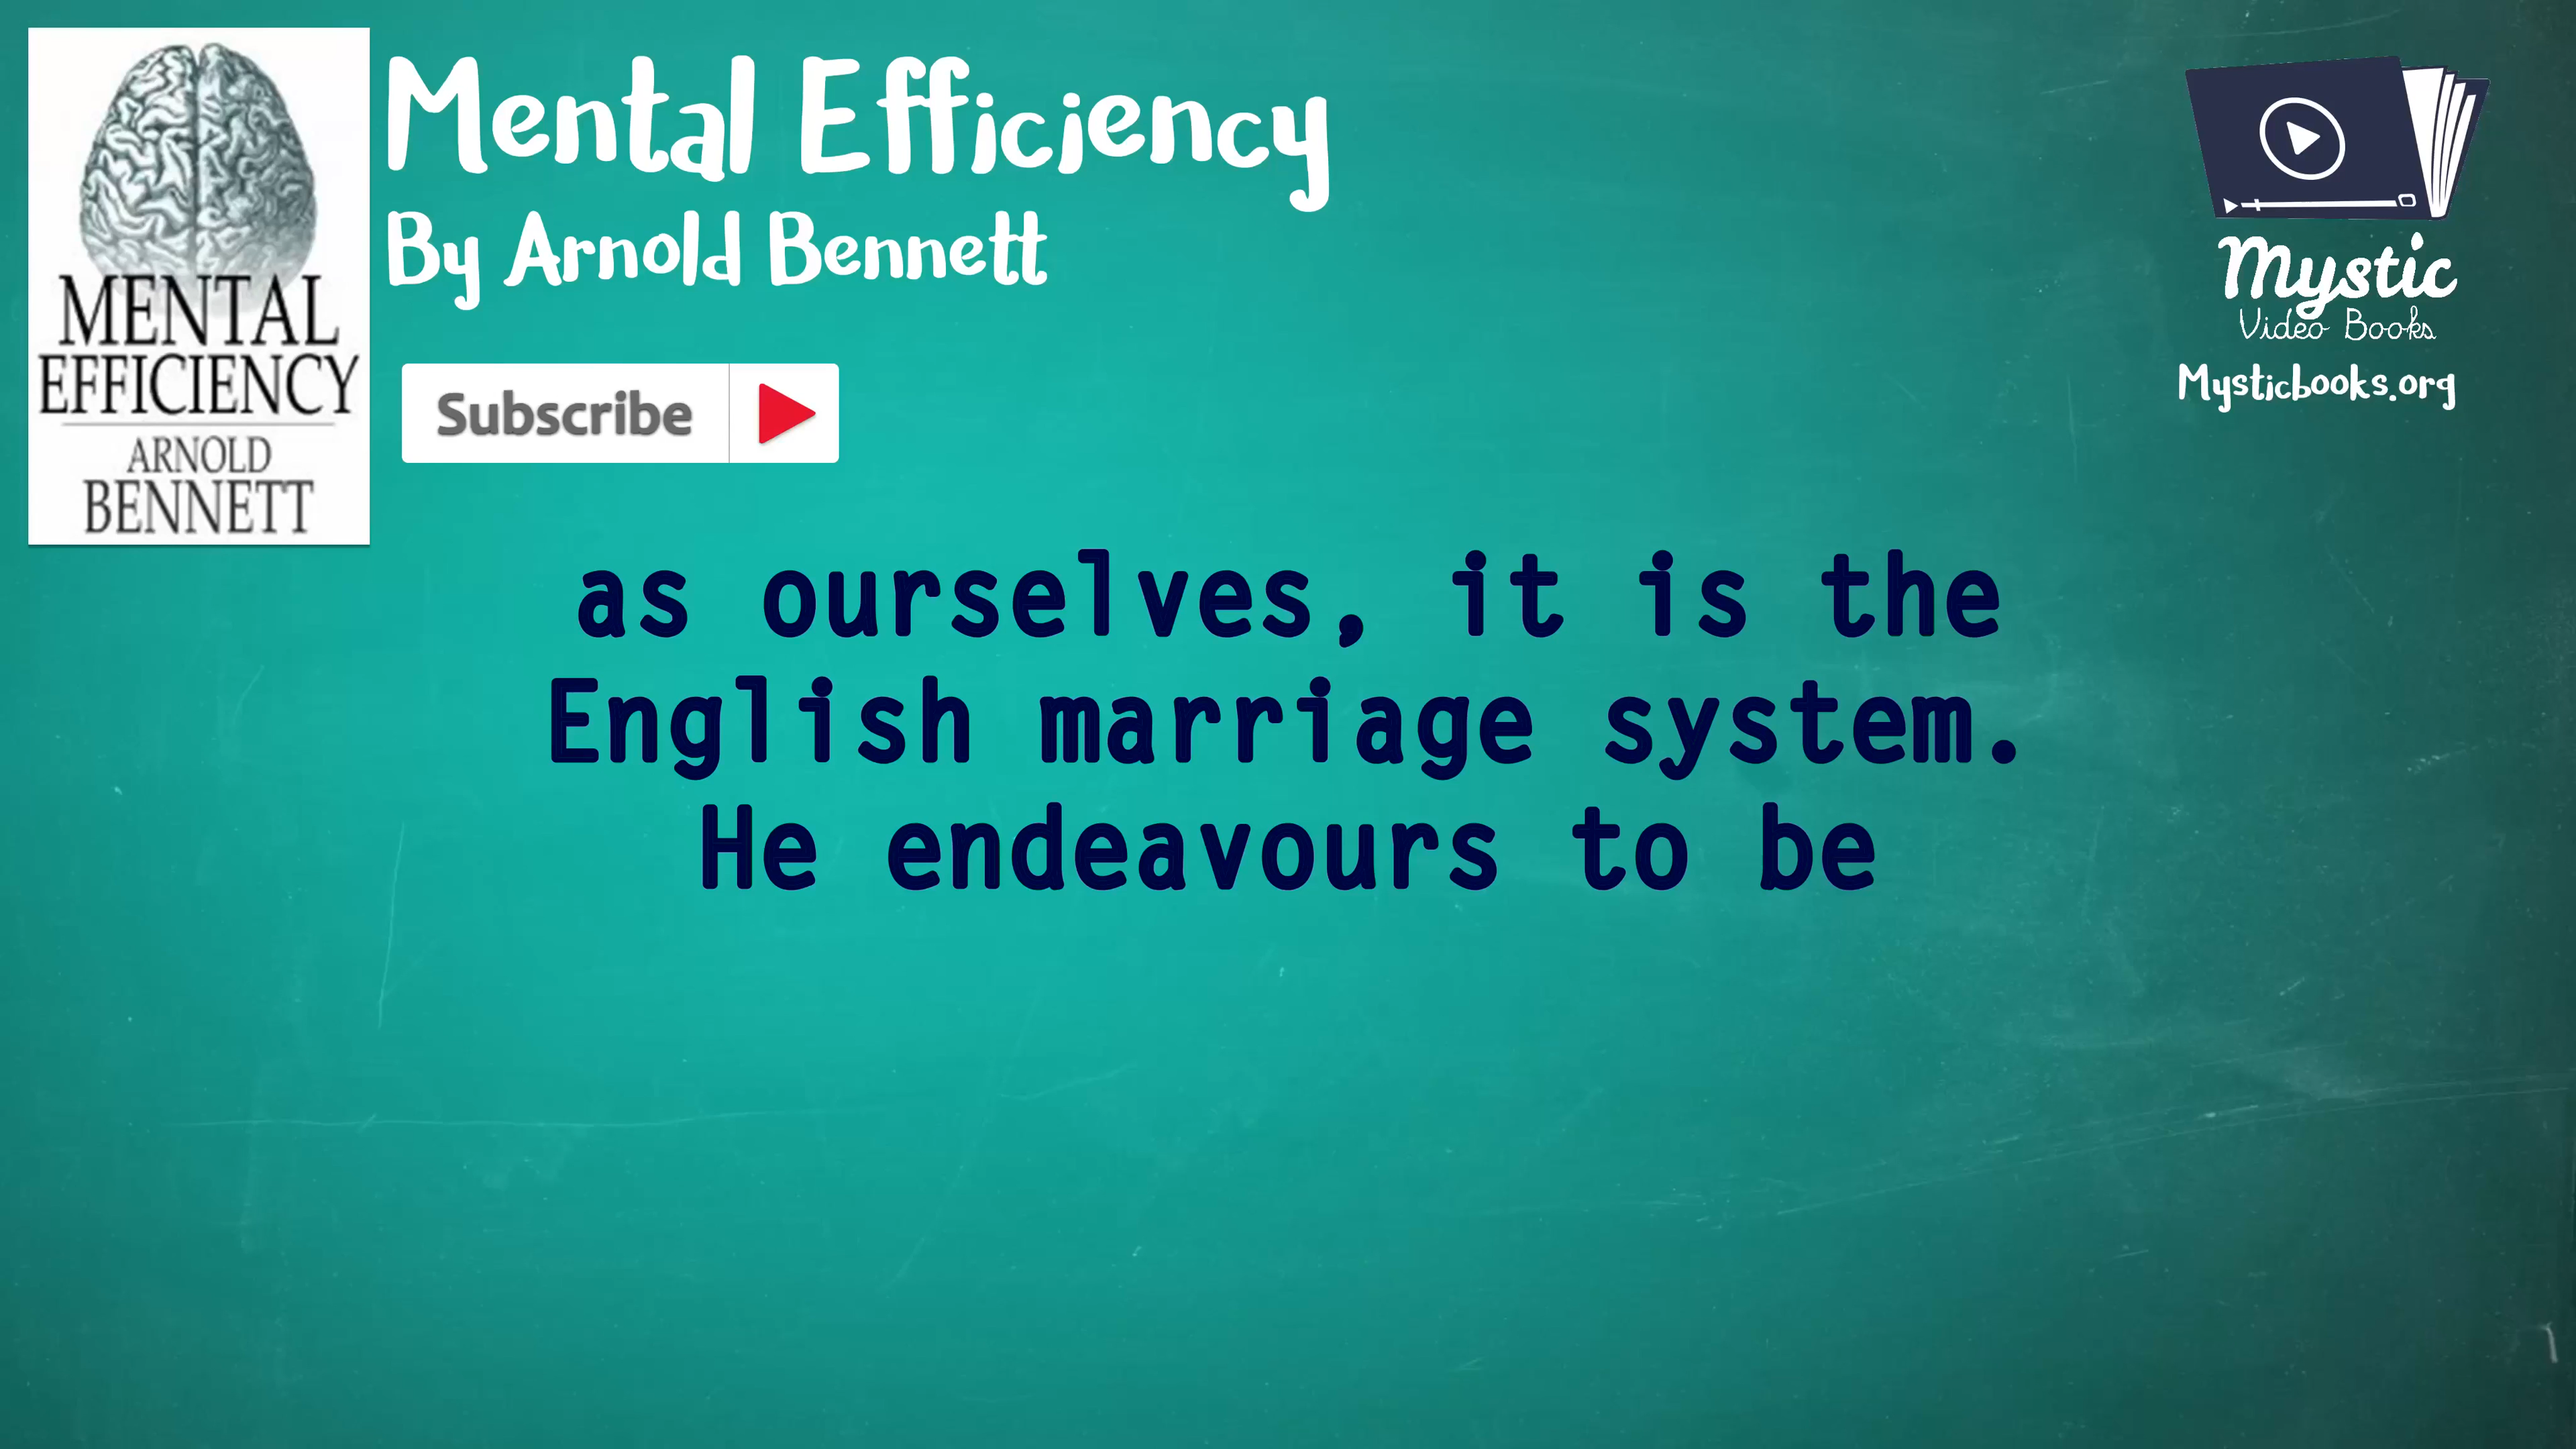 MENTAL
EFFICIENCY
ARNOLD
BENNETT
Mental Efficiency
By Arnold Bennett
Subscribe
Mystic
Video Books
Mysticbooks.org
as ourselves, it is the
English marriage system.
He endeavours to be